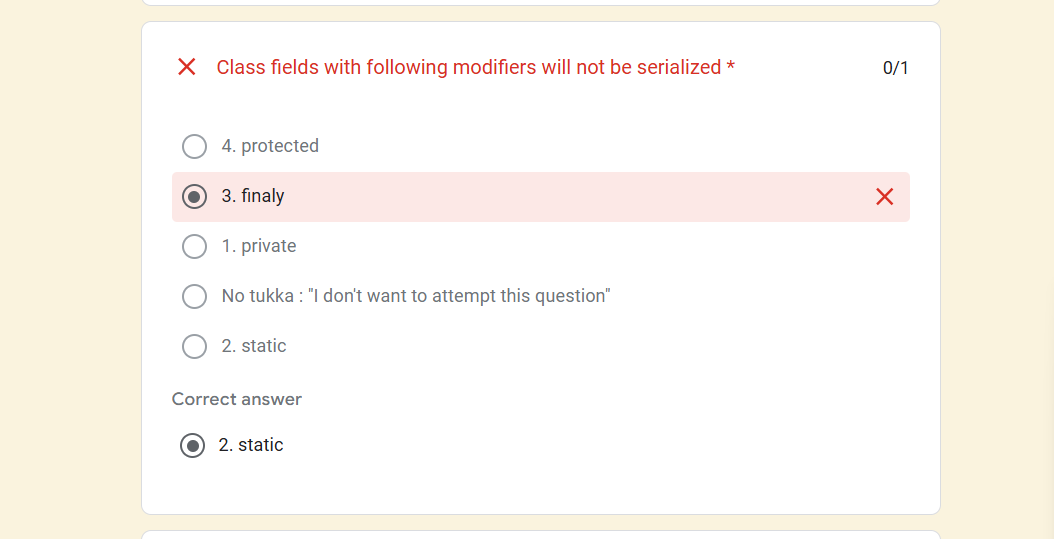 Class fields with following modifiers will not be serialized *
0/1
4. protected
3. finaly
1. private
No tukka : "I don't want to attempt this question"
2. static
Correct answer
2. static